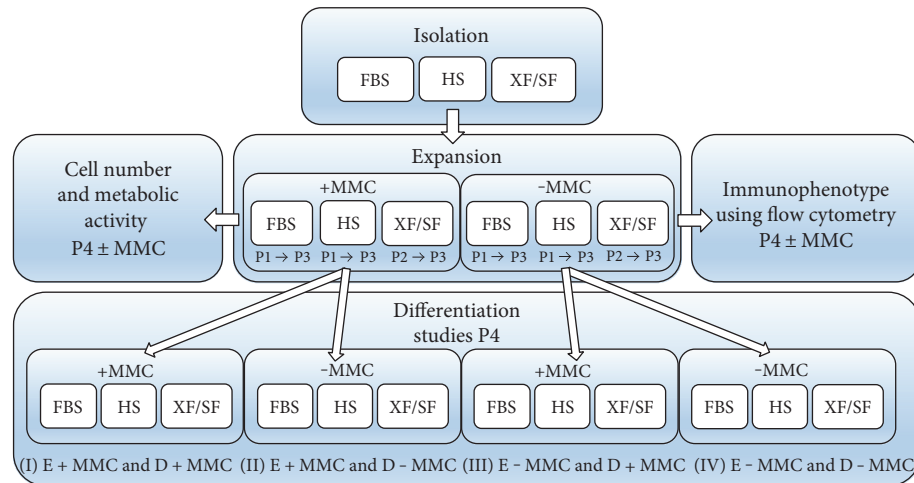 Isolation
FBS HS XF/SF
Cell number
and metabolic
activity
P4 ± MMC
Expansion
+MMC
FBS HS XF/SF
P1 → P3 P1 → P3 P2 → P3
−MMC
FBS HS XF/SF
P1 → P3 P1 → P3 P2 → P3
Immunophenotype
using flow cytometry
P4 ± MMC
Differentiation
studies P4
+MMC
FBS HS XF/SF
−MMC
FBS HS XF/SF
+MMC
FBS HS XF/SF
−MMC
FBS HS XF/SF
(I) E + MMC and D + MMC (II) E + MMC and D − MMC (III) E − MMC and D + MMC (IV) E − MMC and D − MMC